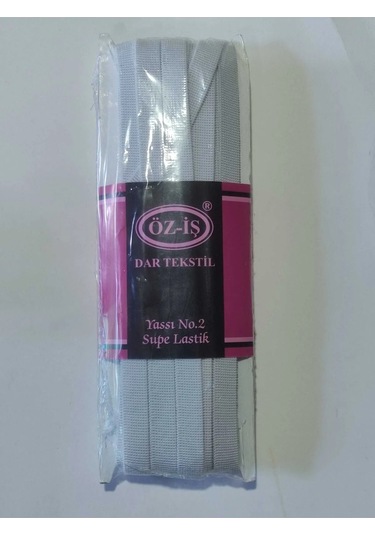 ÖZ-İŞ ®
DAR TEKSTİL
Yassı No.2
Supe Lastik